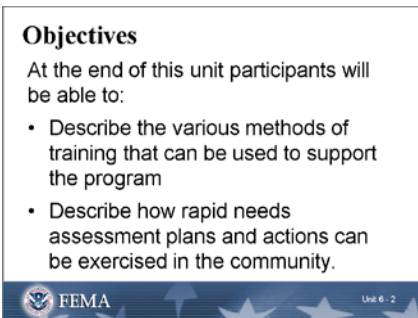 Objectives
At the end of this unit participants will
be able to:
• Describe the various methods of
training that can be used to support
the program
• Describe how rapid needs
assessment plans and actions can
be exercised in the community.
FEMA
Unit 6 - 2